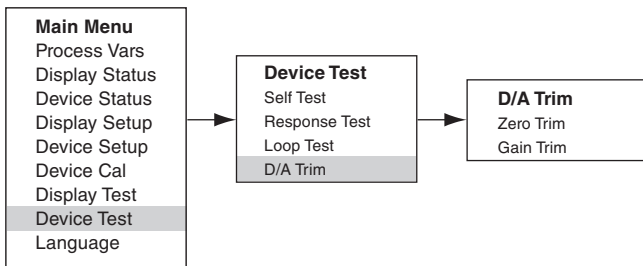 Main Menu
Process Vars
Display Status
Device Status
Display Setup
Device Setup
Device Cal
Display Test
Device Test
Language
Device Test
Self Test
Response Test
Loop Test
D/A Trim
D/A Trim
Zero Trim
Gain Trim